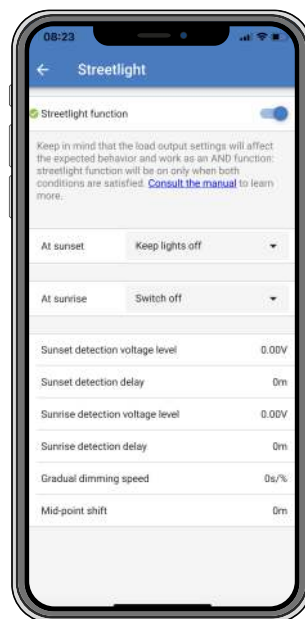 08:23
Streetlight
Streetlight function
Keep in mind that the load output settings will affect
the expected behavior and work as an AND function:
streetlight function will be on only when both
conditions are satisfied. Consult the manual to learn
more.
At sunset Keep lights off
At sunrise Switch off
Sunset detection voltage level 0.00V
Sunset detection delay 0m
Sunrise detection voltage level 0.00V
Sunrise detection delay 0m
Gradual dimming speed 0s/%
Mid-point shift 0m